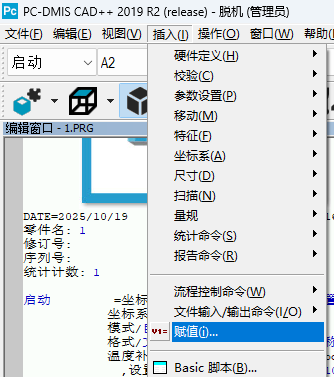 PC-DMIS CAD++ 2019 R2 (release) - 脱机 (管理员)
文件(F) 编辑(E) 视图(V) 插入(I) 操作(O) 窗口(W) 帮助
启动 A2
编辑窗口 - 1.PRG
硬件定义(H)
校验(C)
参数设置(P)
移动(M)
特征(F)
坐标系(A)
尺寸(D)
扫描(N)
量规
统计命令(S)
报告命令(R)
流程控制命令(W)
文件输入/输出命令(I/O)
V1= 赋值(i)...
Basic 脚本(B)...
DATE=2025/10/19
零件名: 1
修订号:
序列号:
统计计数: 1
启动 =坐标
坐标系
模式/
格式/
温度补
,设置